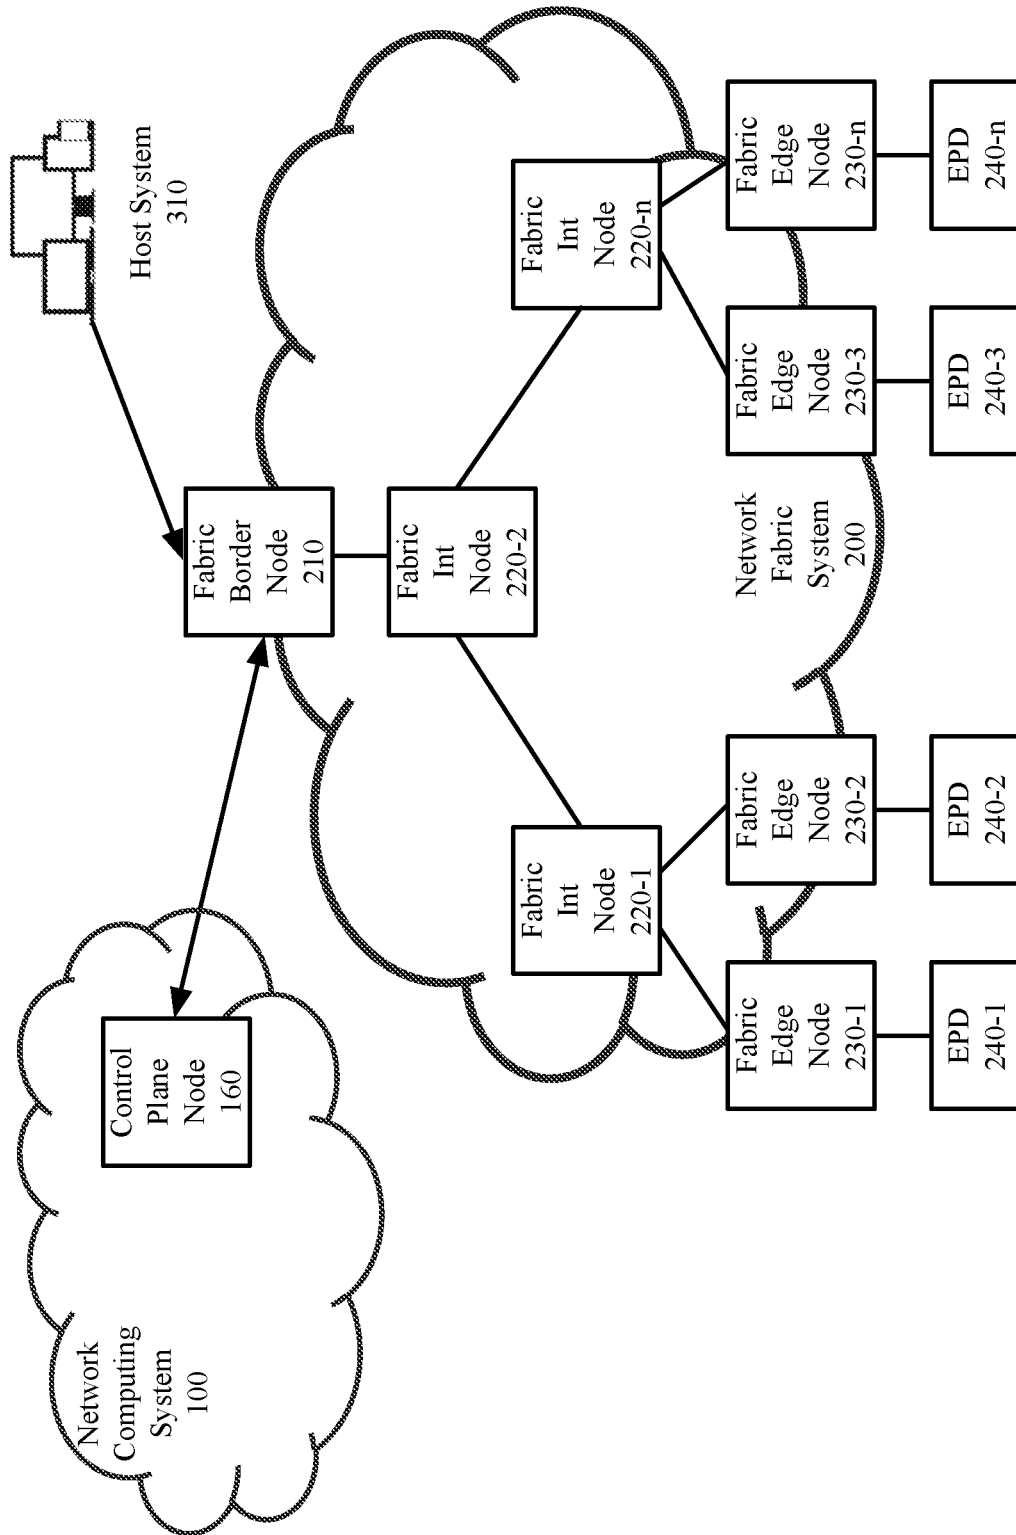 Host System
310
Network
Computing
System
100
Control
Plane
Node
160
Fabric
Border
Node
210
Fabric
Int
Node
220-2
Fabric
Int
Node
220-1
Fabric
Int
Node
220-n
Network
Fabric
System
200
Fabric
Edge
Node
230-1
Fabric
Edge
Node
230-2
Fabric
Edge
Node
230-3
Fabric
Edge
Node
230-n
EPD
240-1
EPD
240-2
EPD
240-3
EPD
240-n